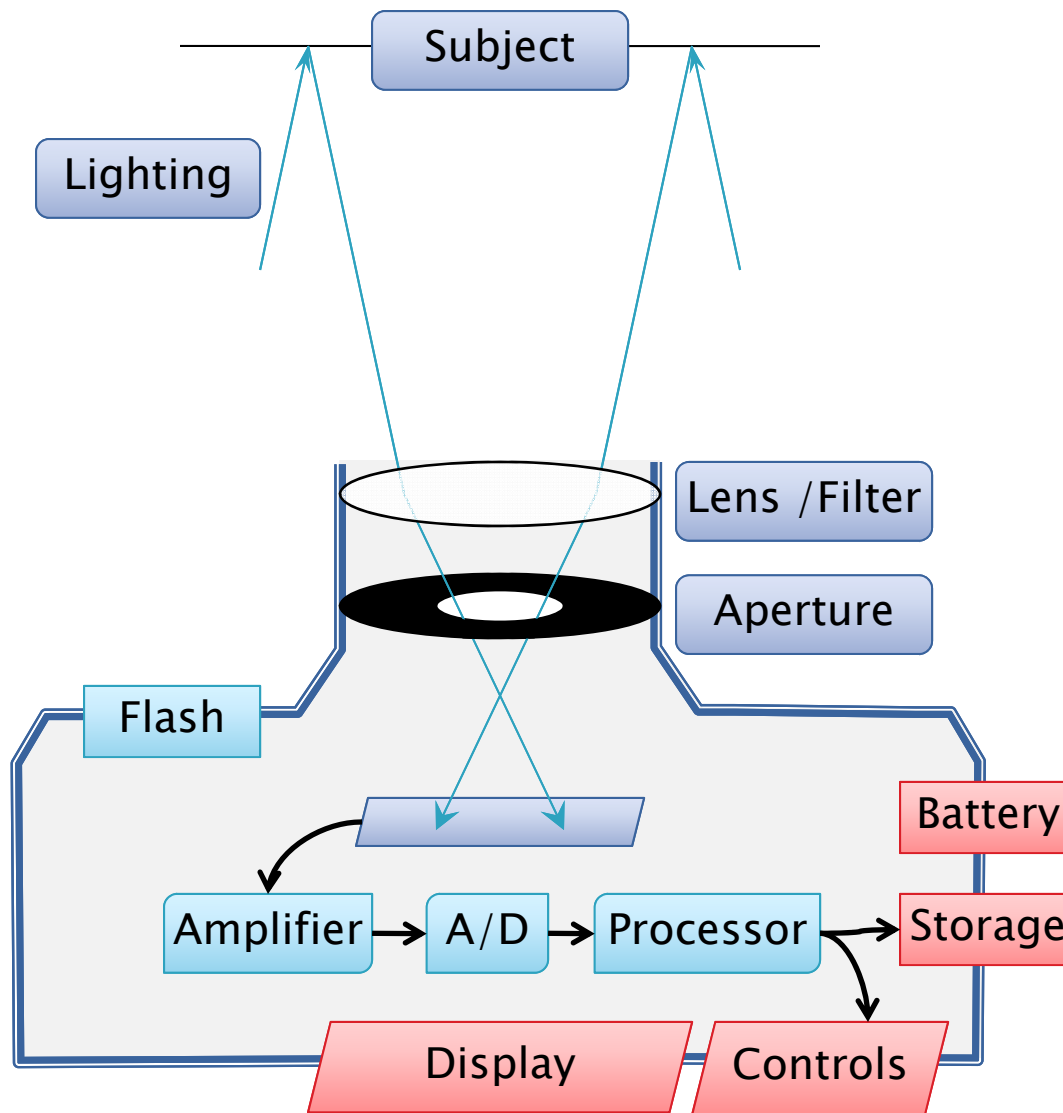 Subject
Lighting
Lens /Filter
Aperture
Flash
Battery
Amplifier
A/D
Processor
Storage
Display
Controls